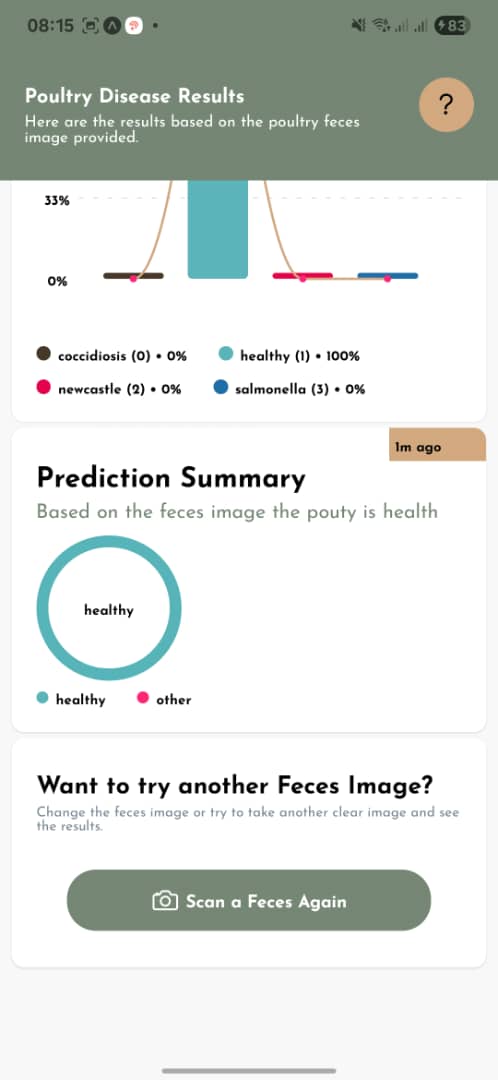 08:15
83
Poultry Disease Results
?
Here are the results based on the poultry feces
image provided.
33%
0%
coccidiosis (0) • 0%
healthy (1) • 100%
newcastle (2) • 0%
salmonella (3) • 0%
1m ago
Prediction Summary
Based on the feces image the pouty is health
healthy
healthy
other
Want to try another Feces Image?
Change the feces image or try to take another clear image and see
the results.
Scan a Feces Again